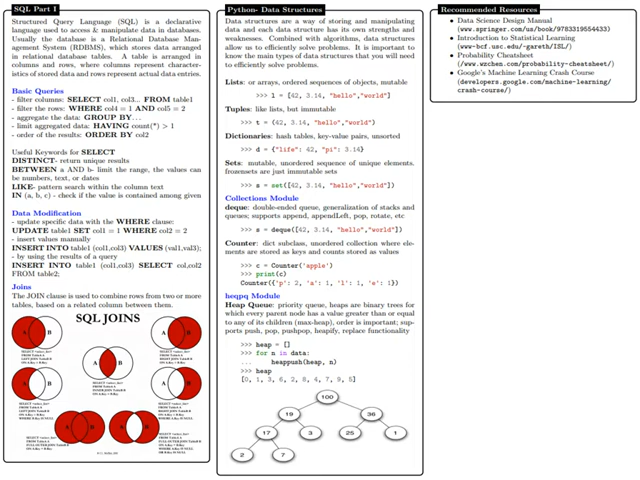 SQL Part I
Structured Query Language (SQL) is a declarative
language used to access & manipulate data in databases.
Usually the database is a Relational Database Man-
agement System (RDBMS), which stores data arranged
in relational database tables. A table is arranged in
columns and rows, where columns represent character-
istics of stored data and rows represent actual data entries.
Basic Queries
- filter columns: SELECT col1, col3... FROM table1
- filter the rows: WHERE col4 = 1 AND col5 = 2
- aggregate the data: GROUP BY...
- limit aggregated data: HAVING count(*) > 1
- order of the results: ORDER BY col2
Useful Keywords for SELECT
DISTINCT- return unique results
BETWEEN a AND b- limit the range, the values can
be numbers, text, or dates
LIKE- pattern search within the column text
IN (a, b, c) - check if the value is contained among given
Data Modification
- update specific data with the WHERE clause:
UPDATE table1 SET col1 = 1 WHERE col2 = 2
- insert values manually
INSERT INTO table1 (col1,col3) VALUES (val1,val3);
- by using the results of a query
INSERT INTO table1 (col1,col3) SELECT col,col2
FROM table2;
Joins
The JOIN clause is used to combine rows from two or more
tables, based on a related column between them.
SQL JOINS
A B
A B
A B
A B
A B
A B
A B
Python- Data Structures
Data structures are a way of storing and manipulating
data and each data structure has its own strengths and
weaknesses. Combined with algorithms, data structures
allow us to efficiently solve problems. It is important to
know the main types of data structures that you will need
to efficiently solve problems.
Lists: or arrays, ordered sequences of objects, mutable
>>> l = [42, 3.14, "hello","world"]
Tuples: like lists, but immutable
>>> t = (42, 3.14, "hello","world")
Dictionaries: hash tables, key-value pairs, unsorted
>>> d = {"life": 42, "pi": 3.14}
Sets: mutable, unordered sequence of unique elements.
frozensets are just immutable sets
>>> s = set([42, 3.14, "hello","world"])
Collections Module
deque: double-ended queue, generalization of stacks and
queues; supports append, appendLeft, pop, rotate, etc
>>> s = deque([42, 3.14, "hello","world"])
Counter: dict subclass, unordered collection where ele-
ments are stored as keys and counts stored as values
>>> c = Counter('apple')
>>> print(c)
Counter({'p': 2, 'a': 1, 'l': 1, 'e': 1})
heqpq Module
Heap Queue: priority queue, heaps are binary trees for
which every parent node has a value greater than or equal
to any of its children (max-heap), order is important; sup-
ports push, pop, pushpop, heapify, replace functionality
>>> heap = []
>>> for n in data:
... heappush(heap, n)
>>> heap
[0, 1, 3, 6, 2, 8, 4, 7, 9, 5]
100
19 36
17 3 25 1
2 7
Recommended Resources
• Data Science Design Manual
(www.springer.com/us/book/9783319554433)
• Introduction to Statistical Learning
(www-bcf.usc.edu/~gareth/ISL/)
• Probability Cheatsheet
(/www.wzchen.com/probability-cheatsheet/)
• Google's Machine Learning Crash Course
(developers.google.com/machine-learning/
crash-course/)